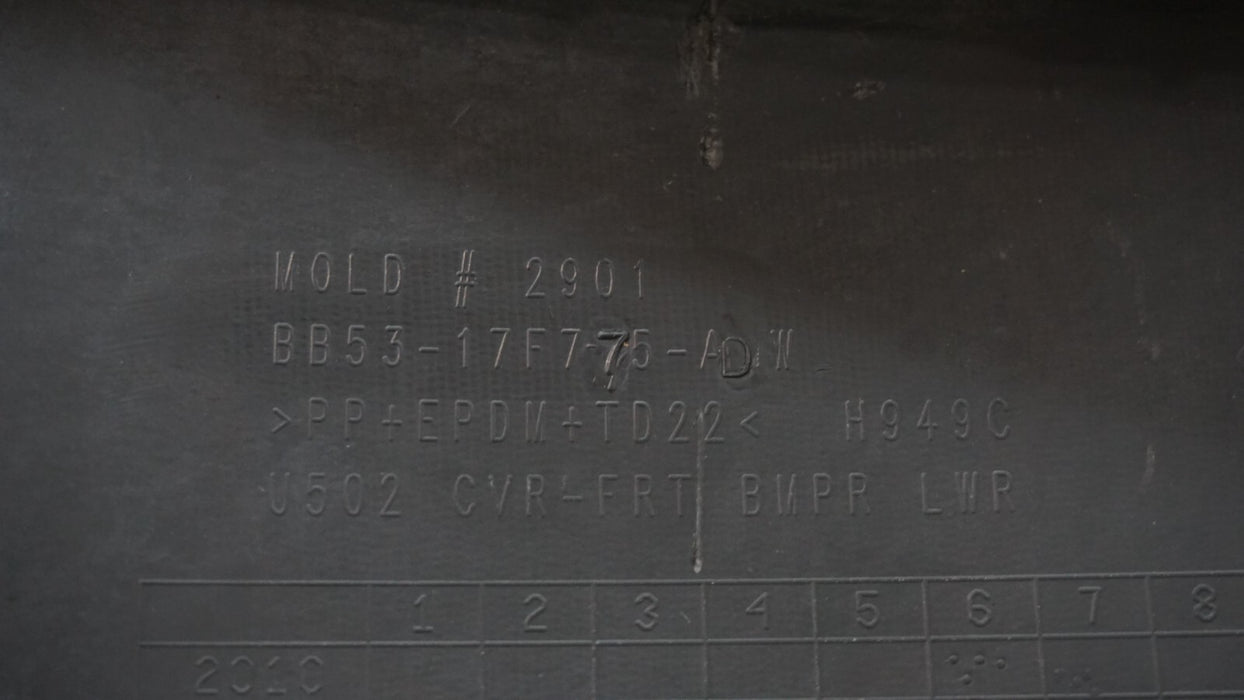 MOLD # 2901
BB53-17F775-ADW
>PP+EPDM+TD22< H949C
U502 CVR-FRT BMPR LWR
1 2 3 4 5 6 7 8
2010